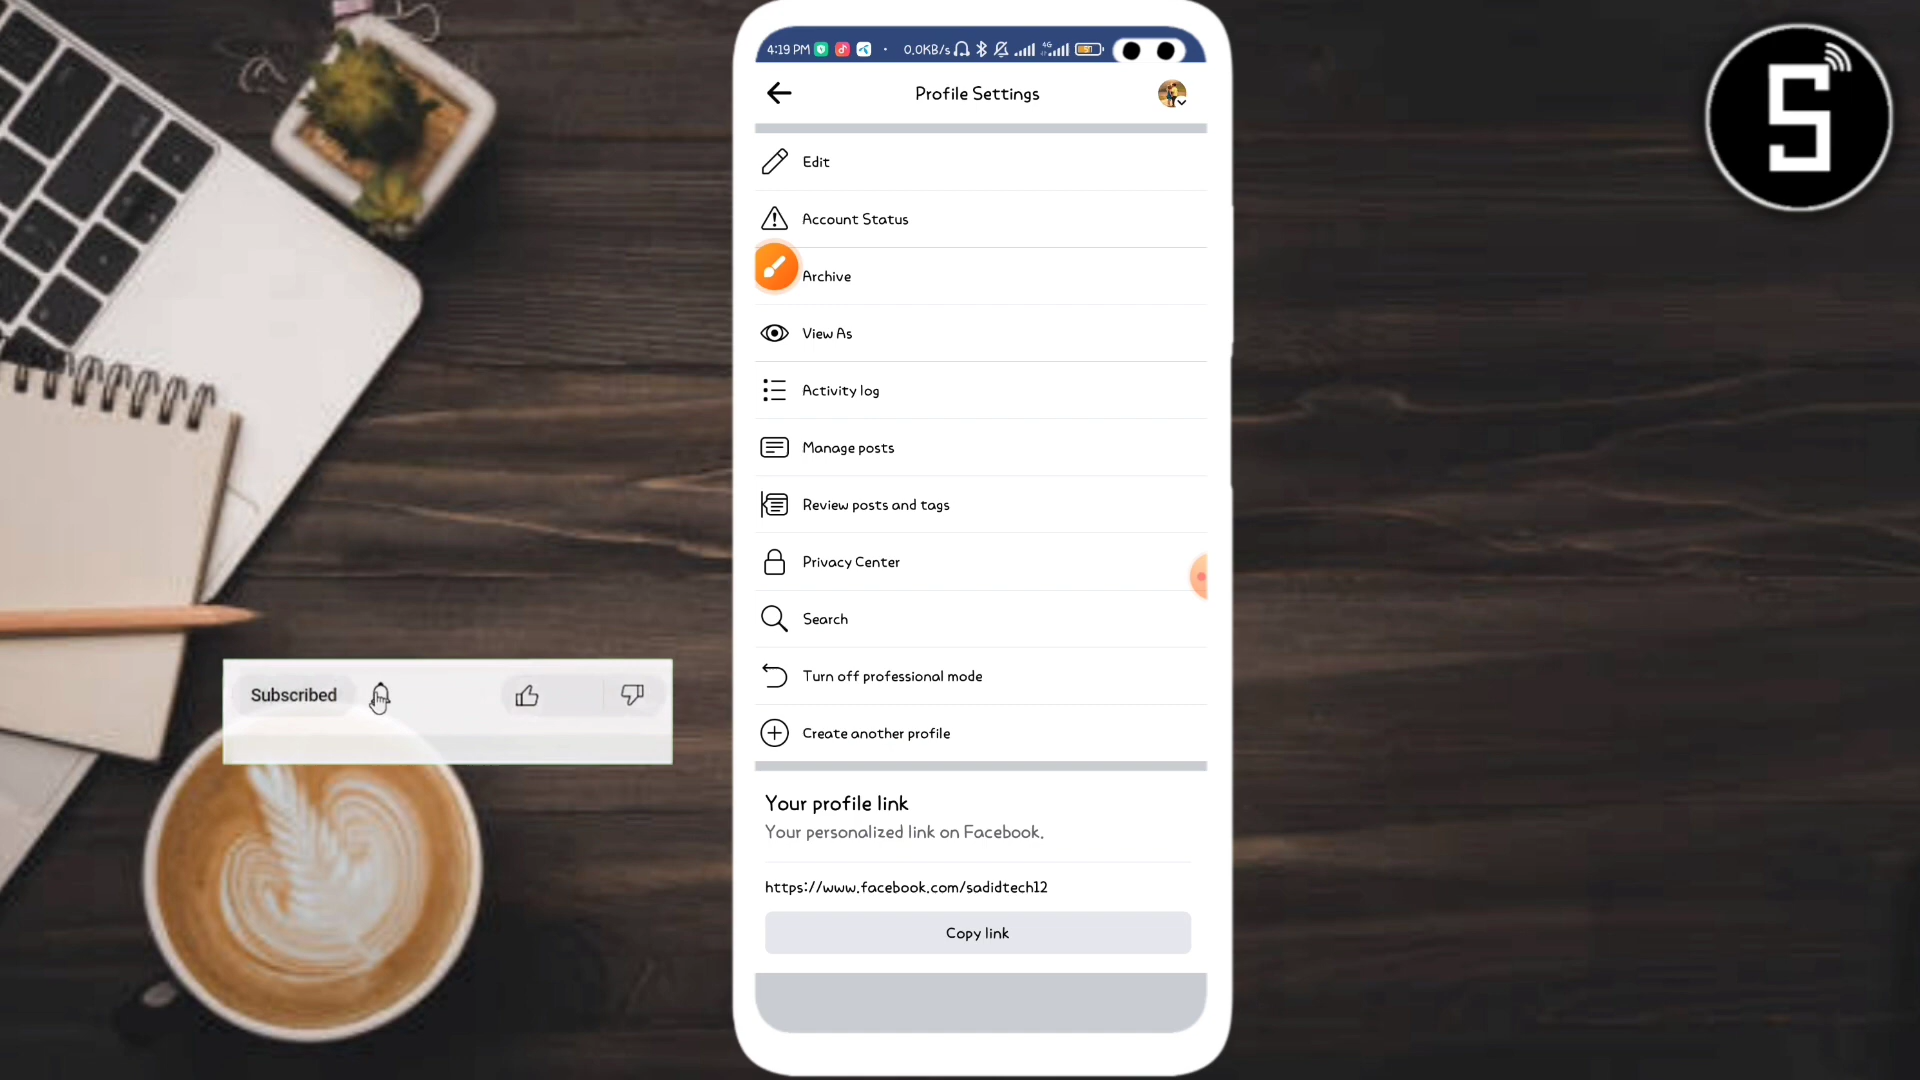 4:19 PM
0.0KB/s
4G
Profile Settings
Edit
Account Status
Archive
View As
Activity log
Manage posts
Review posts and tags
Privacy Center
Search
Turn off professional mode
Create another profile
Your profile link
Your personalized link on Facebook.
https://www.facebook.com/sadidtech12
Copy link
Subscribed
S